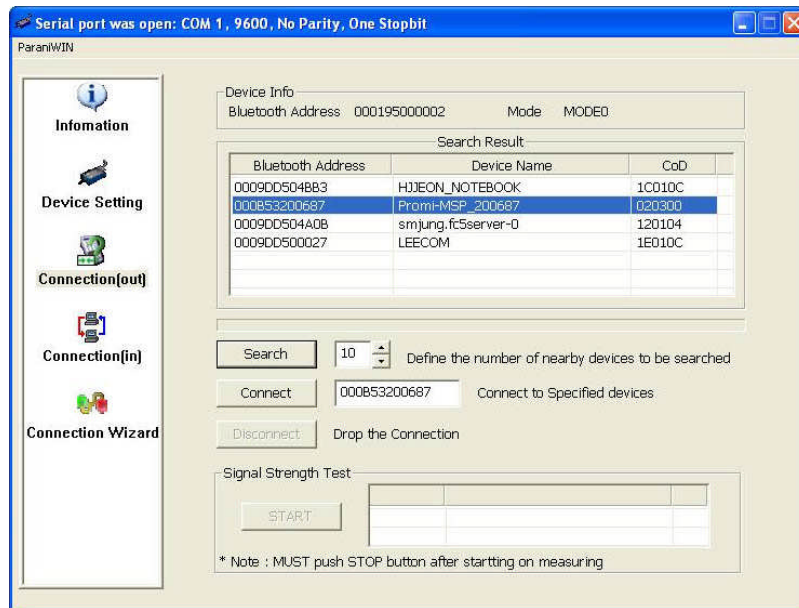 Serial port was open: COM 1, 9600, No Parity, One Stopbit
ParaniWIN
Infomation
Device Setting
Connection(out)
Connection(in)
Connection Wizard
Device Info
Bluetooth Address 000195000002 Mode MODE0
Search Result
Bluetooth Address Device Name CoD
0009DD504BB3 HJJEON_NOTEBOOK 1C010C
000B53200687 Promi-MSP_200687 020300
0009DD504A0B smjung.fc5server-0 120104
0009DD500027 LEECOM 1E010C
Search 10 Define the number of nearby devices to be searched
Connect 000B53200687 Connect to Specified devices
Disconnect Drop the Connection
Signal Strength Test
START
* Note : MUST push STOP button after startting on measuring